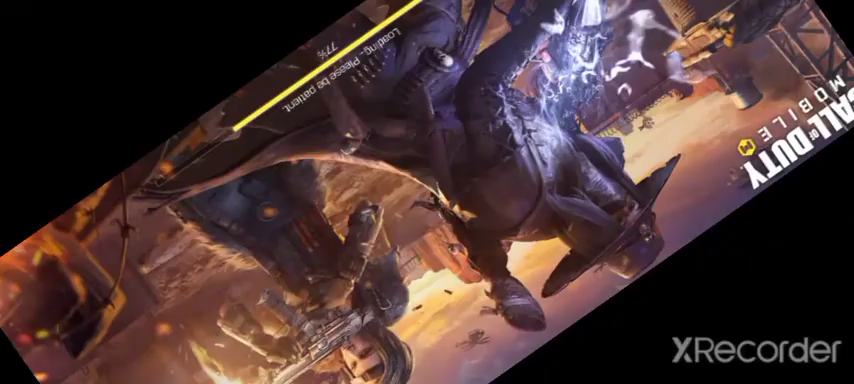 CALL OF DUTY
MOBILE
Loading.. Please be patient.
77%
XRecorder